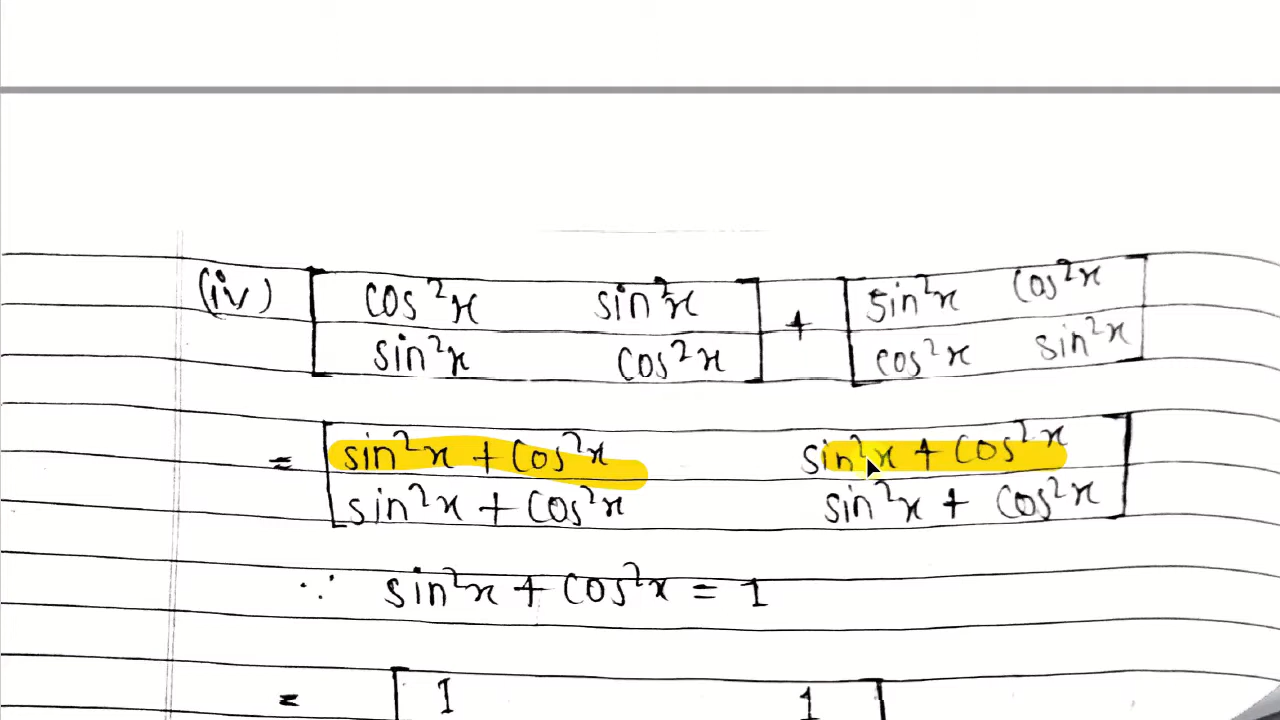 (iv) [cos²x sin²x + [sin²x cos²x
sin²x cos²x] cos²x sin²x]
= [sin²x + cos²x sin²x + cos²x
sin²x + cos²x sin²x + cos²x]
∵ sin²x + cos²x = 1
= [1 1]